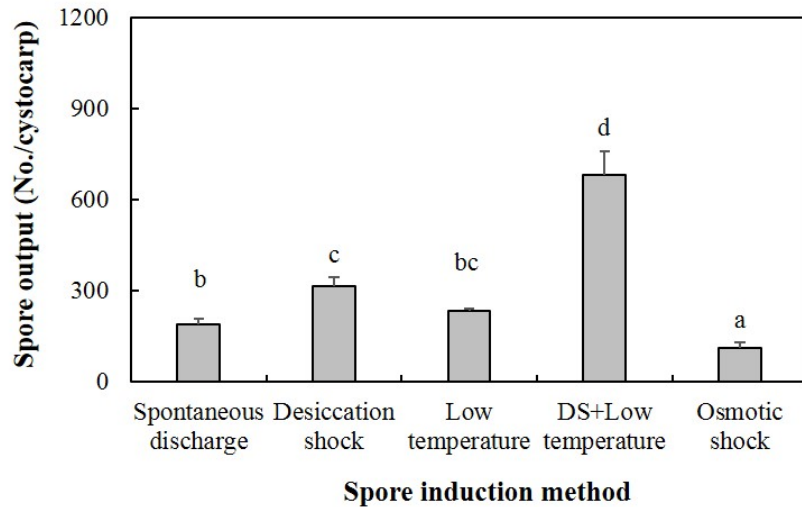 Spore output (No./cystocarp)
1200
900
600
300
0
b
c
bc
d
a
Spontaneous discharge
Desiccation shock
Low temperature
DS+Low temperature
Osmotic shock
Spore induction method